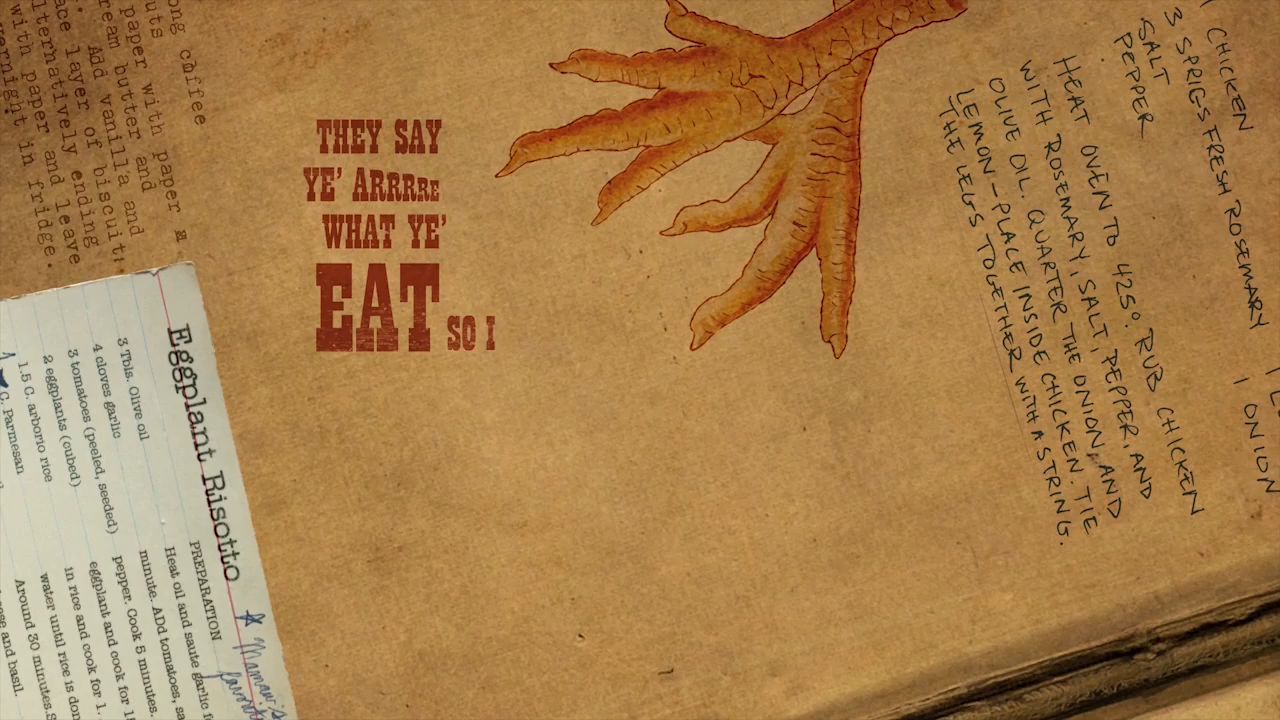 THEY SAY
YE' ARRRRE
WHAT YE'
EAT SO I
ong coffee
uts
paper with paper
ream butter and
Add vanilla and
ace layer of biscuit
lternatively ending
with paper and leave
vernight in fridge.
Eggplant Risotto
3 Tbls. Olive oil
4 cloves garlic
3 tomatoes (peeled, seeded)
2 eggplants (cubed)
1.5 C. arborio rice
C. Parmesan
PREPARATION
Heat oil and saute garlic
minute. ADd tomatoes,
pepper. Cook 5 minutes.
eggplant and cook for
in rice and cook for 1.
water until rice is
Around 30 minutes.
and basil.
Mamaw's
favorite
1 CHICKEN
3 SPRIGS FRESH ROSEMARY
SALT
PEPPER
1 ONION
HEAT OVEN TO 425°. RUB CHICKEN
WITH ROSEMARY, SALT, PEPPER, AND
OLIVE OIL. QUARTER THE ONION, AND
LEMON - PLACE INSIDE CHICKEN. TIE
THE LEGS TOGETHER WITH A STRING.